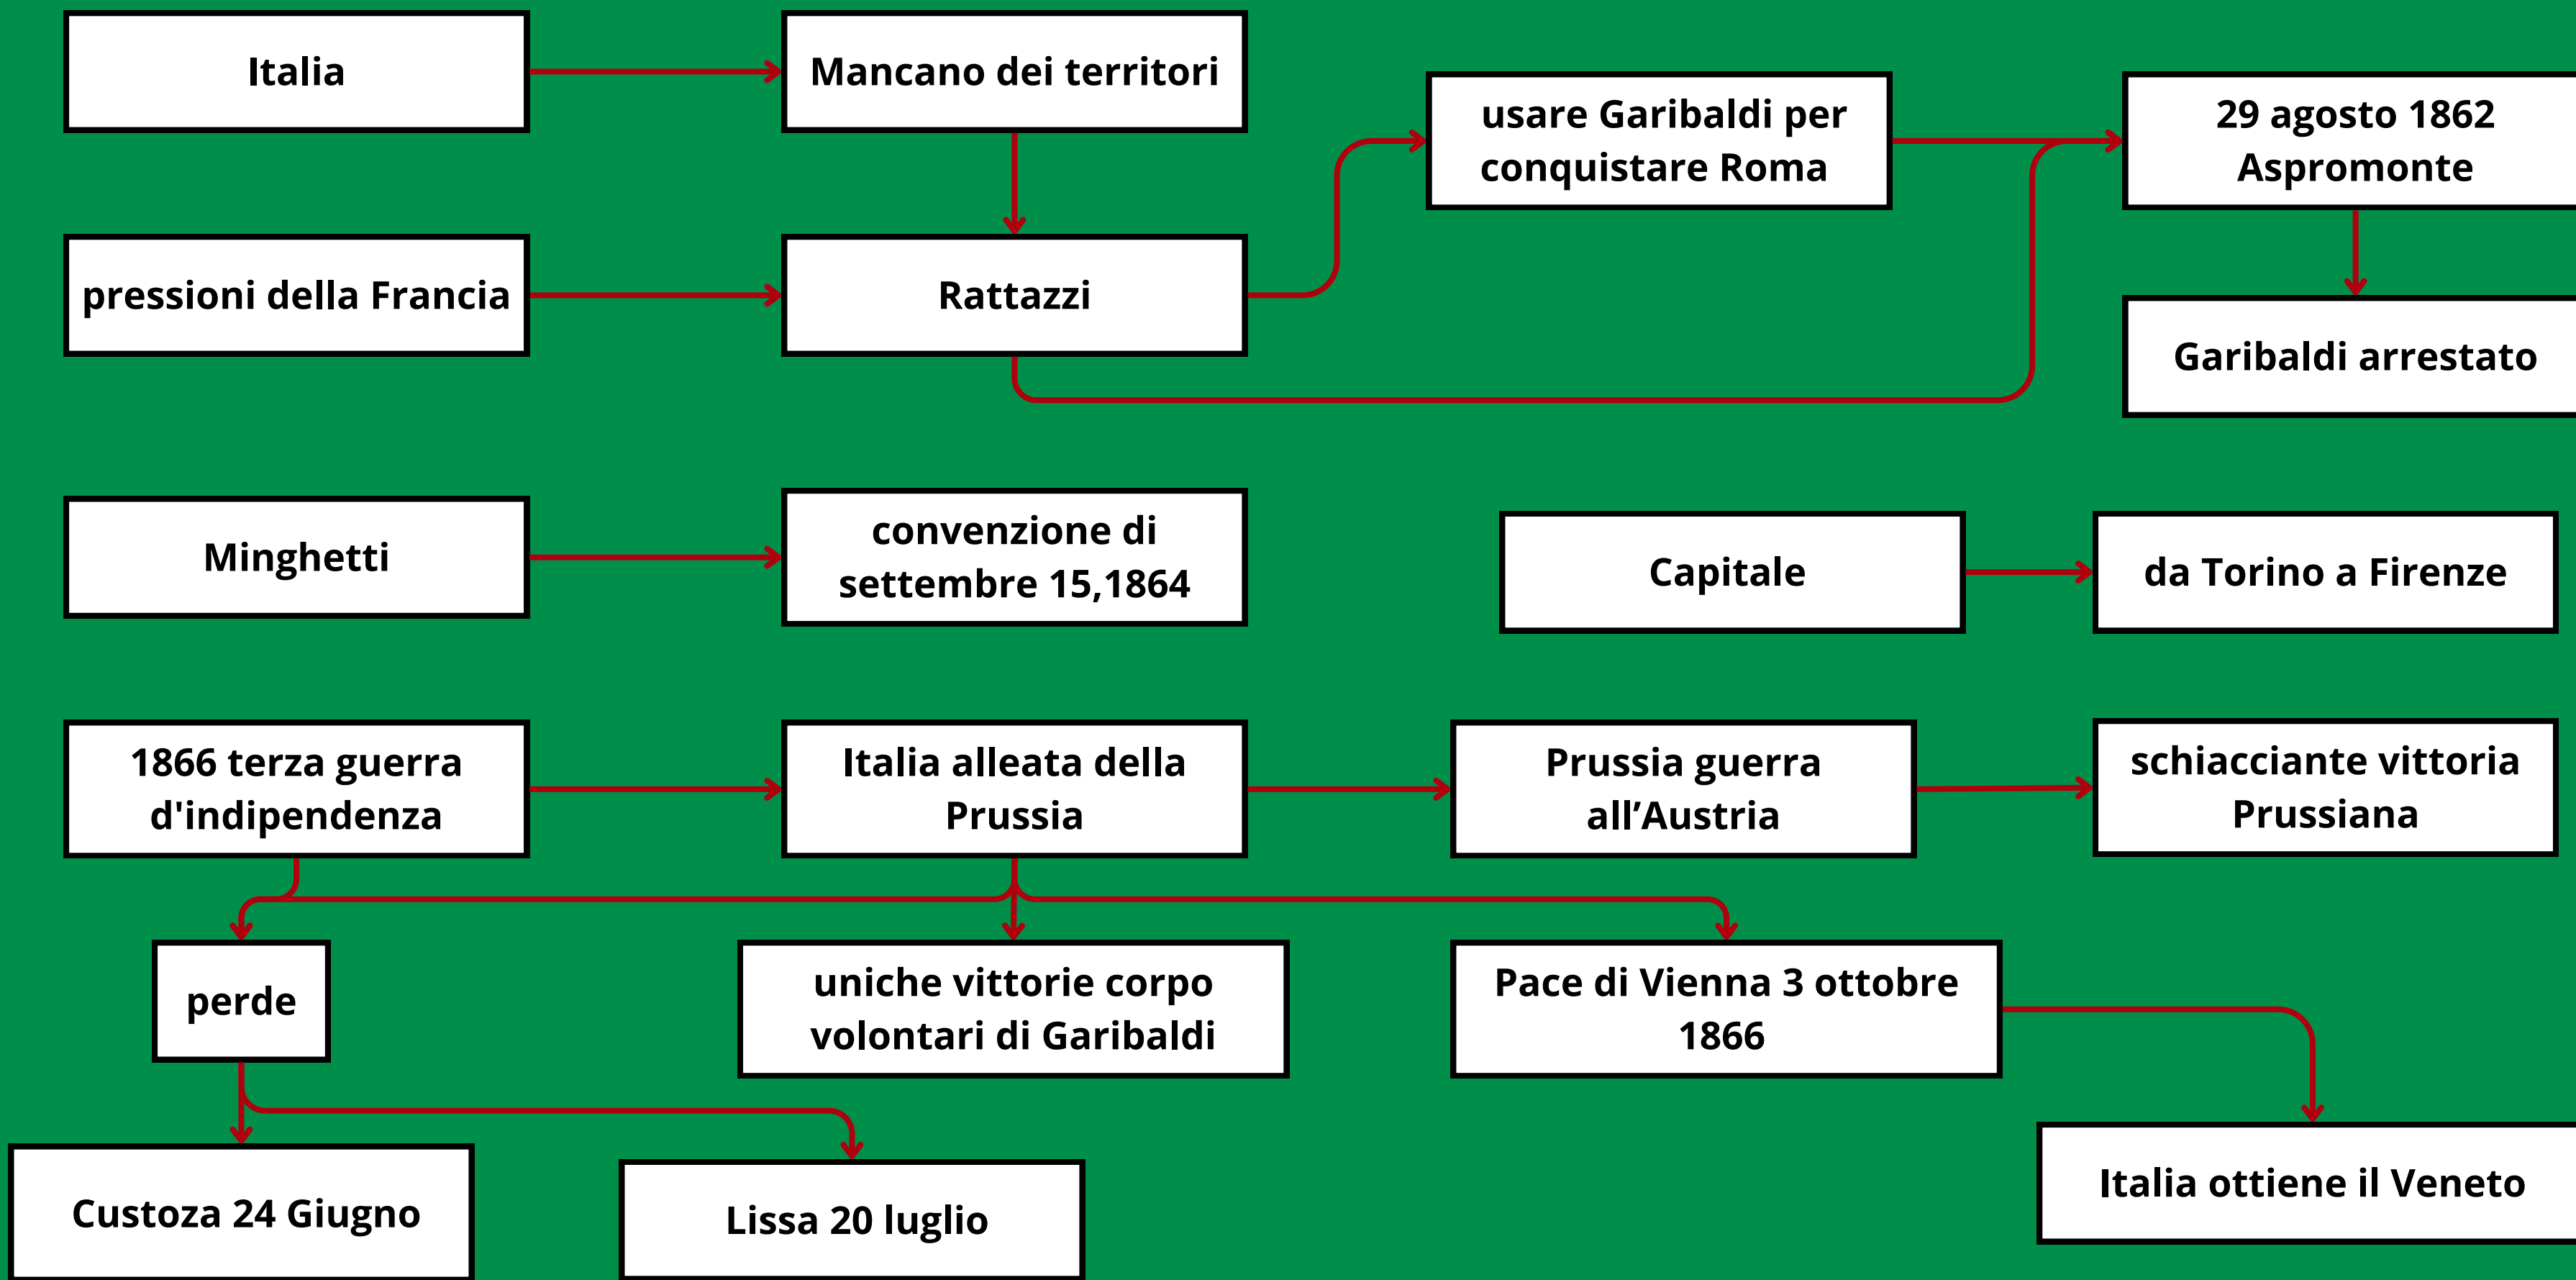 Italia
Mancano dei territori
usare Garibaldi per
conquistare Roma
29 agosto 1862
Aspromonte
pressioni della Francia
Rattazzi
Garibaldi arrestato
Minghetti
convenzione di
settembre 15,1864
Capitale
da Torino a Firenze
1866 terza guerra
d'indipendenza
Italia alleata della
Prussia
Prussia guerra
all’Austria
schiacciante vittoria
Prussiana
perde
uniche vittorie corpo
volontari di Garibaldi
Pace di Vienna 3 ottobre
1866
Custoza 24 Giugno
Lissa 20 luglio
Italia ottiene il Veneto